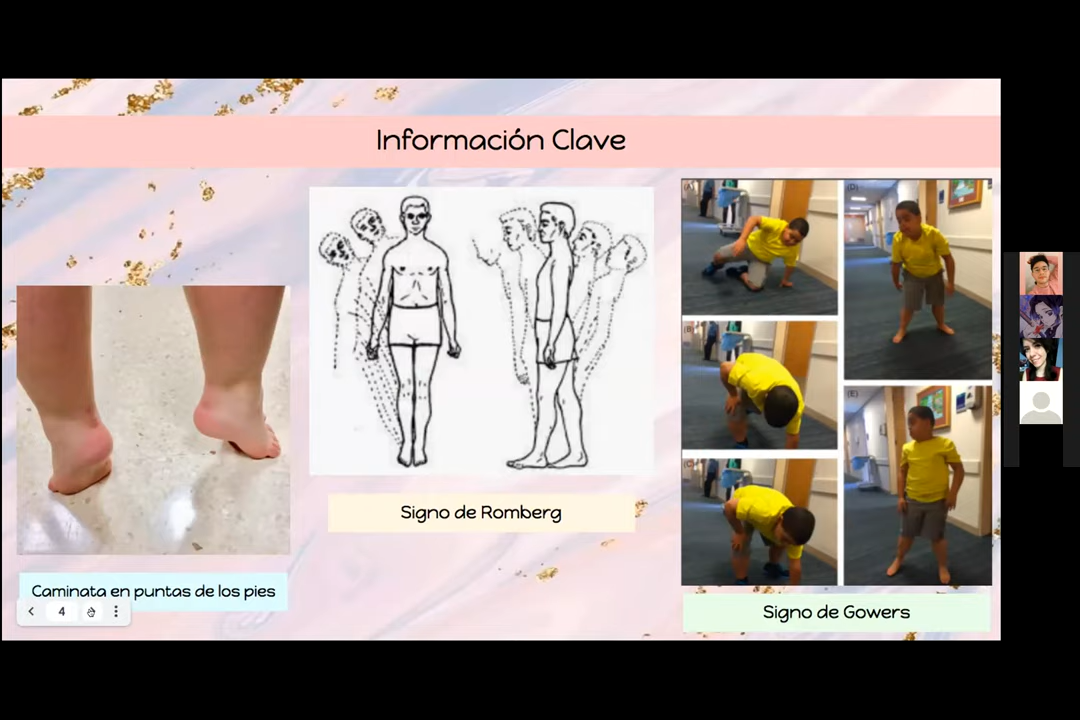 Información Clave
Caminata en puntas de los pies
4
Signo de Romberg
(A)
(B)
(C)
(D)
(E)
Signo de Gowers